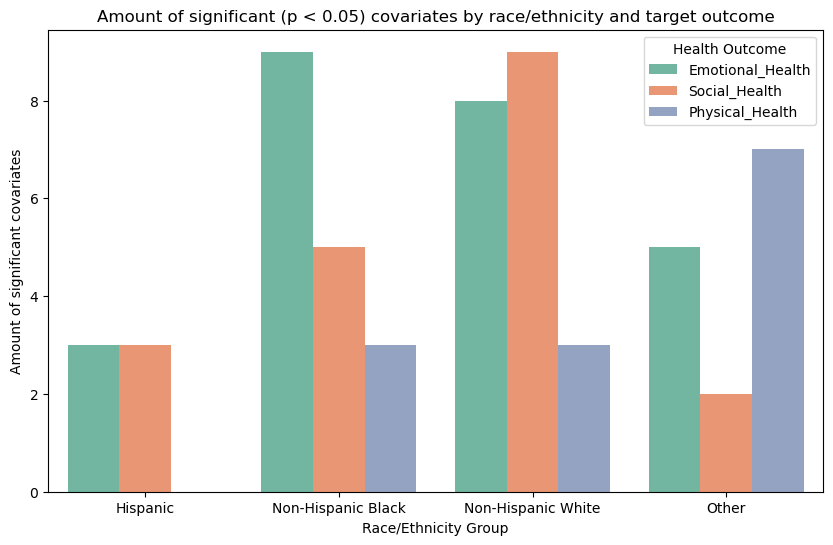 Amount of significant (p < 0.05) covariates by race/ethnicity and target outcome
Health Outcome
Emotional_Health
Social_Health
Physical_Health
Amount of significant covariates
8
6
4
2
0
Hispanic
Non-Hispanic Black
Non-Hispanic White
Other
Race/Ethnicity Group